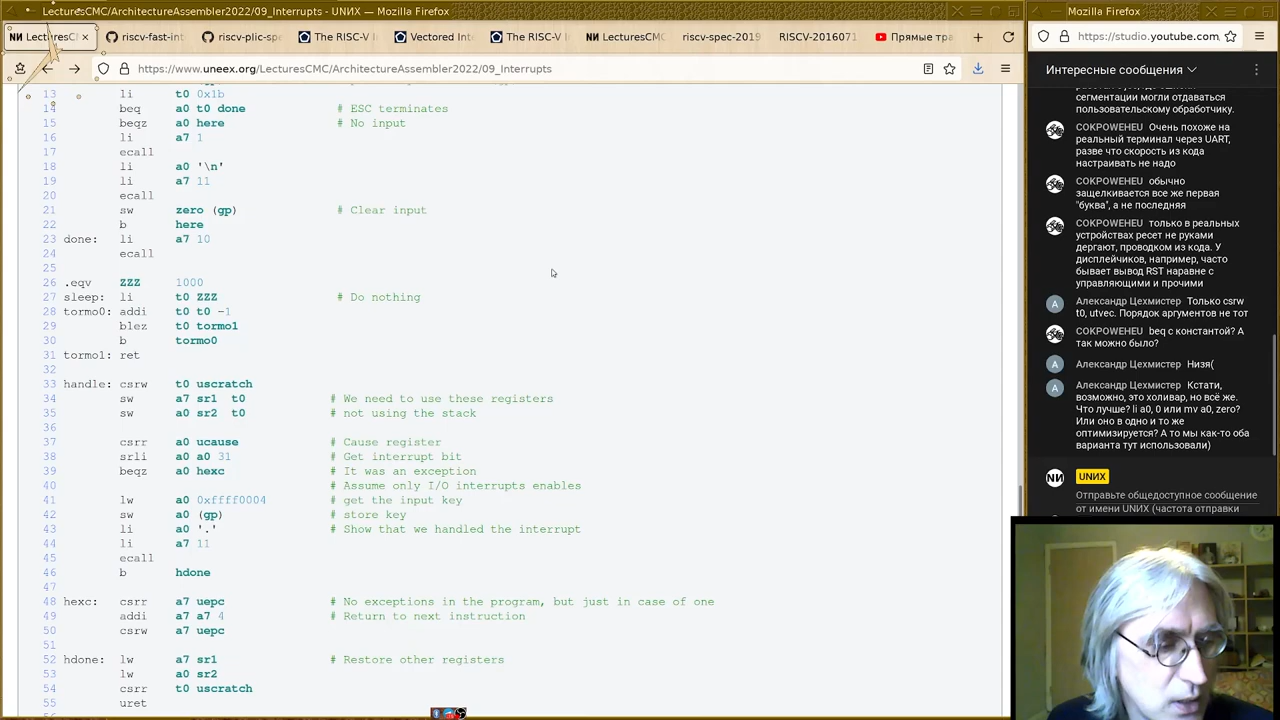 LecturesCMC/ArchitectureAssembler2022/09_Interrupts - UNИX — Mozilla Firefox
Mozilla Firefox
riscv-fast-int
riscv-plic-spe
The RISC-V I
Vectored Inte
The RISC-V I
LecturesCMC
riscv-spec-2019
RISCV-2016071
Прямые тра
https://studio.youtube.com/
https://www.uneex.org/LecturesCMC/ArchitectureAssembler2022/09_Interrupts
13 li t0 0x1b
14 beq a0 t0 done # ESC terminates
15 beqz a0 here # No input
16 li a7 1
17 ecall
18 li a0 '\n'
19 li a7 11
20 ecall
21 sw zero (gp) # Clear input
22 b here
23 done: li a7 10
24 ecall
25
26 .eqv ZZZ 1000
27 sleep: li t0 ZZZ # Do nothing
28 tormo0: addi t0 t0 -1
29 blez t0 tormo1
30 b tormo0
31 tormo1: ret
32
33 handle: csrw t0 uscratch
34 sw a7 sr1 t0 # We need to use these registers
35 sw a0 sr2 t0 # not using the stack
36
37 csrr a0 ucause # Cause register
38 srli a0 a0 31 # Get interrupt bit
39 beqz a0 hexc # It was an exception
40 # Assume only I/O interrupts enables
41 lw a0 0xffff0004 # get the input key
42 sw a0 (gp) # store key
43 li a0 '.' # Show that we handled the interrupt
44 li a7 11
45 ecall
46 b hdone
47
48 hexc: csrr a7 uepc # No exceptions in the program, but just in case of one
49 addi a7 a7 4 # Return to next instruction
50 csrw a7 uepc
51
52 hdone: lw a7 sr1 # Restore other registers
53 lw a0 sr2
54 csrr t0 uscratch
55 uret
Интересные сообщения
сегментации могли отдаваться
пользовательскому обработчику.
COKPOWEHEU Очень похоже на
реальный терминал через UART,
разве что скорость из кода
настраивать не надо
COKPOWEHEU обычно
защелкивается все же первая
"буква", а не последняя
COKPOWEHEU только в реальных
устройствах ресет не руками
дергают, проводком из кода. У
дисплейчиков, например, часто
бывает вывод RST наравне с
управляющими и прочими
Александр Цехмистер Только csrw
t0, utvec. Порядок аргументов не тот
COKPOWEHEU beq с константой? А
так можно было?
Александр Цехмистер Низя(
Александр Цехмистер Кстати,
возможно, это холивар, но всё же.
Что лучше? li a0, 0 или mv a0, zero?
Или оно в одно и то же
оптимизируется? А то мы как-то оба
варианта тут использовали)
UNИX
Отправьте общедоступное сообщение
от имени UNИX (частота отправки